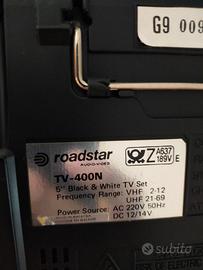 G9 009
roadstar
AUDIO-VIDEO
Z A637
189V E
TV-400N
5" Black & White TV Set
Frequency Range: VHF 2-12
UHF 21-69
Power Source: AC 220V 50Hz
DC 12/14V
subito